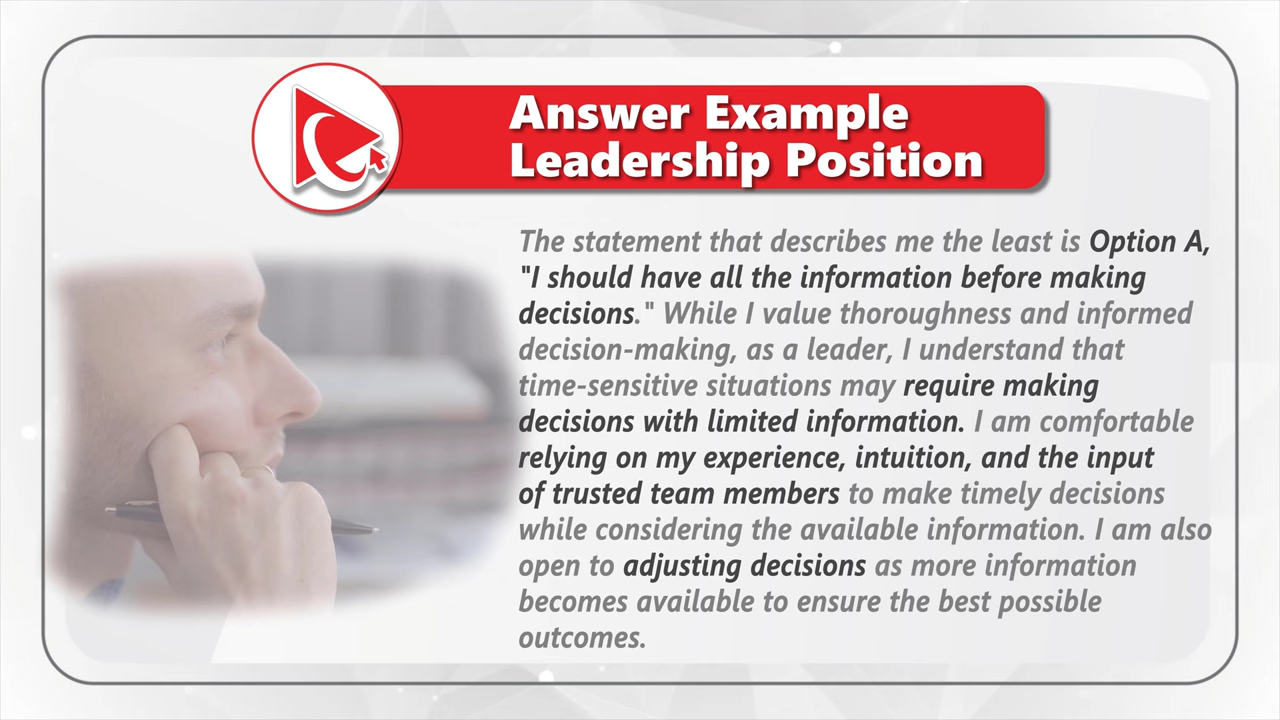 Answer Example
Leadership Position
The statement that describes me the least is Option A,
"I should have all the information before making
decisions." While I value thoroughness and informed
decision-making, as a leader, I understand that
time-sensitive situations may require making
decisions with limited information. I am comfortable
relying on my experience, intuition, and the input
of trusted team members to make timely decisions
while considering the available information. I am also
open to adjusting decisions as more information
becomes available to ensure the best possible
outcomes.